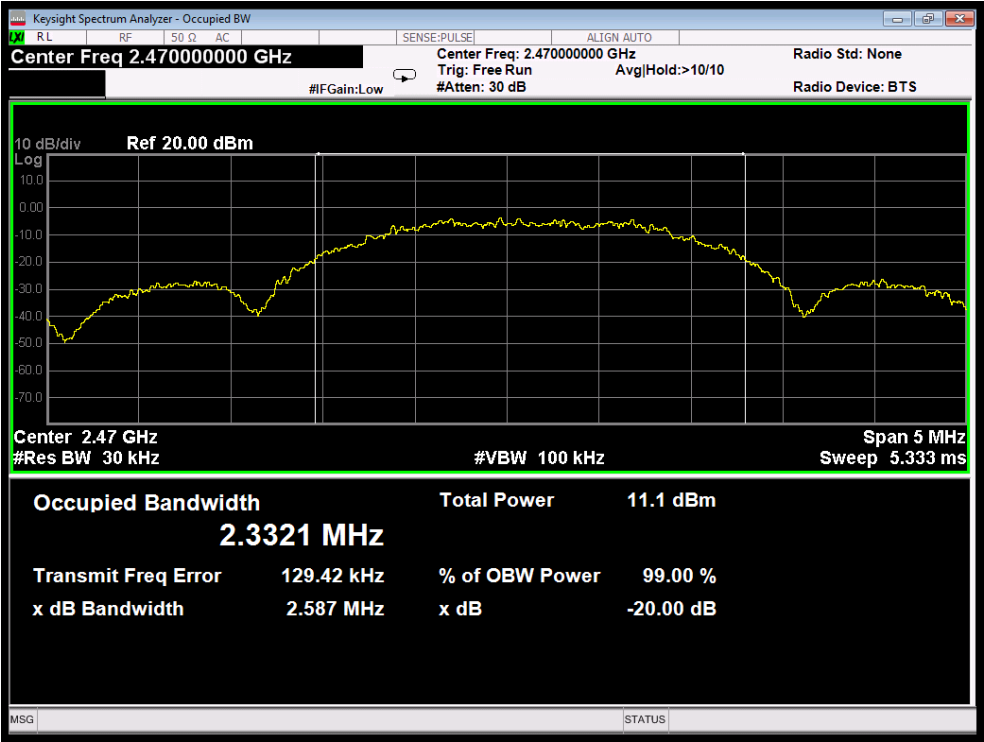 Keysight Spectrum Analyzer - Occupied BW
LXI RL RF 50 Ω AC SENSE:PULSE ALIGN AUTO
Center Freq 2.470000000 GHz
Center Freq: 2.470000000 GHz Radio Std: None
Trig: Free Run Avg|Hold:>10/10
#IFGain:Low #Atten: 30 dB Radio Device: BTS
10 dB/div Ref 20.00 dBm
Log
10.0
0.00
-10.0
-20.0
-30.0
-40.0
-50.0
-60.0
-70.0
Center 2.47 GHz Span 5 MHz
#Res BW 30 kHz #VBW 100 kHz Sweep 5.333 ms
Occupied Bandwidth Total Power 11.1 dBm
2.3321 MHz
Transmit Freq Error 129.42 kHz % of OBW Power 99.00 %
x dB Bandwidth 2.587 MHz x dB -20.00 dB
MSG STATUS